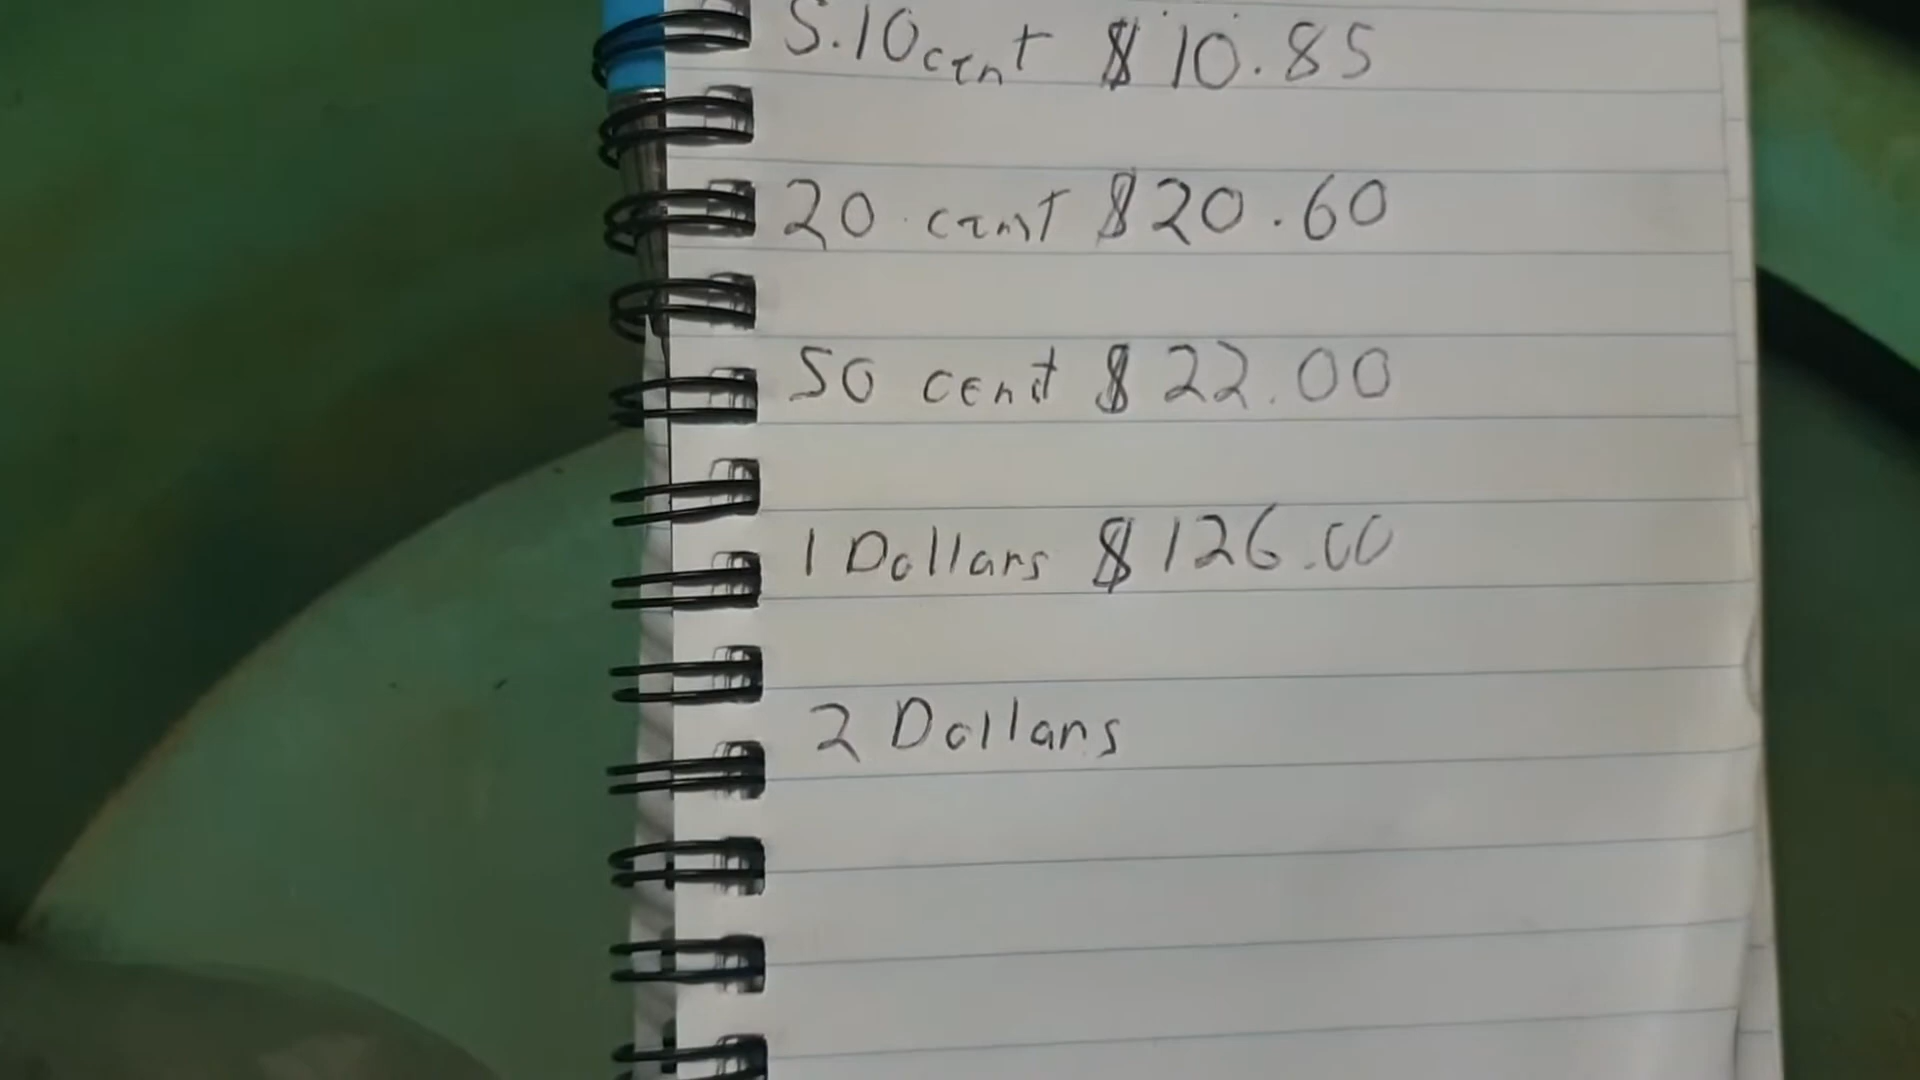 5.10 cent $10.85
20 cent $20.60
50 cent $22.00
1 Dollars $126.00
2 Dollars